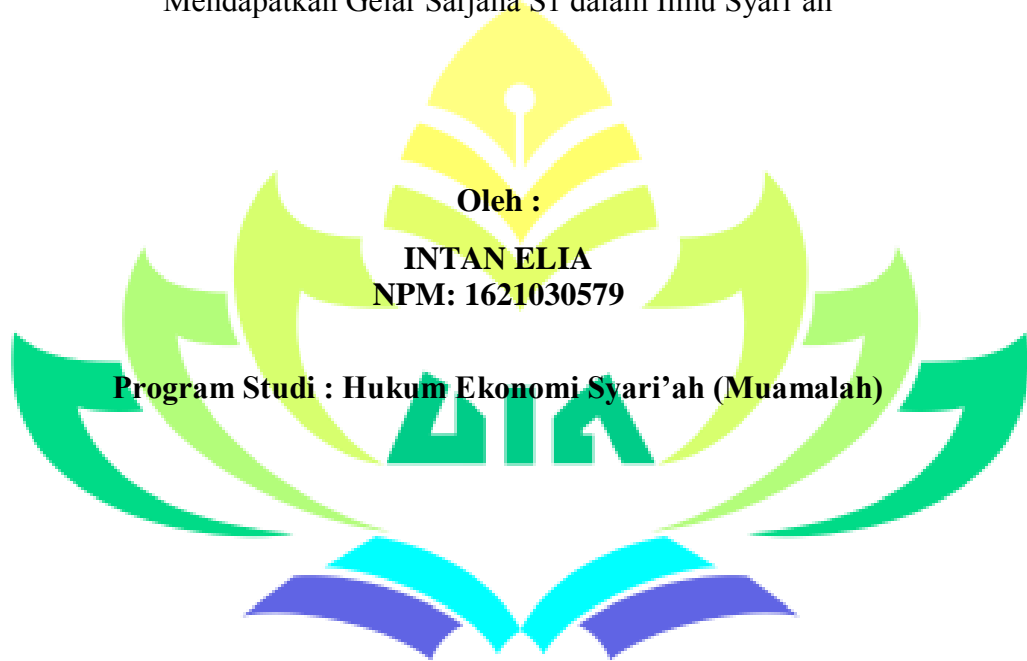 Mendapatkan Gelar Sarjana S1 dalam Ilmu Syari’ah
Oleh :
INTAN ELIA
NPM: 1621030579
Program Studi : Hukum Ekonomi Syari’ah (Muamalah)